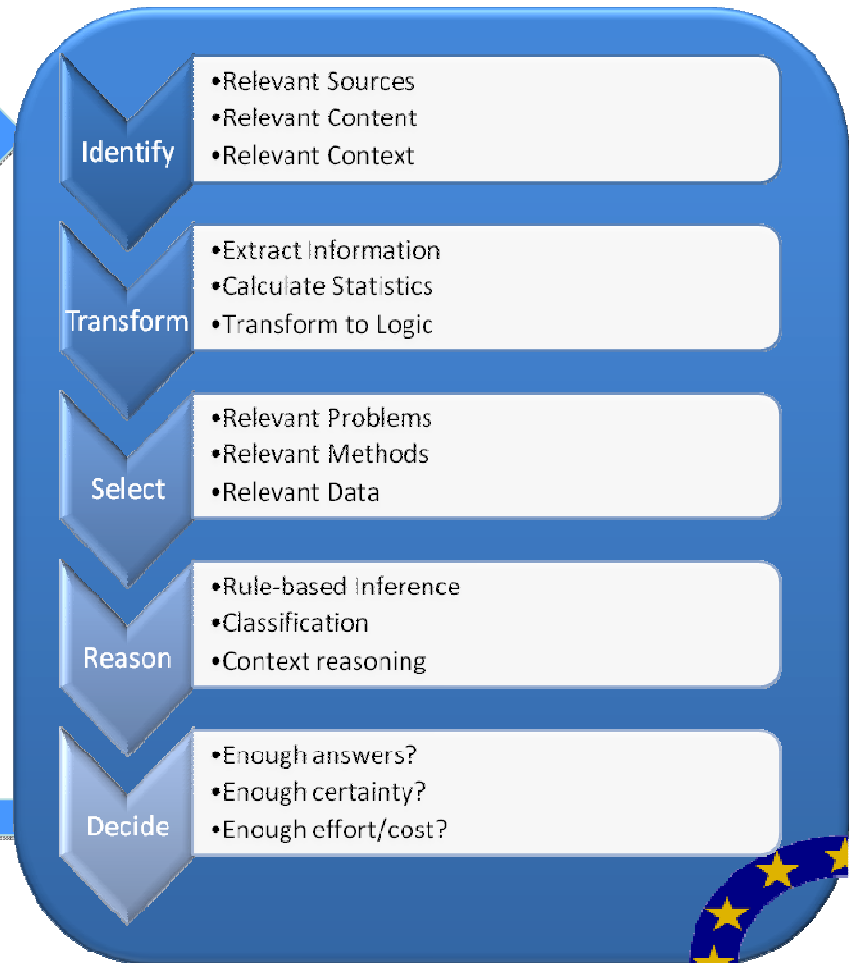 Identify
•Relevant Sources
•Relevant Content
•Relevant Context
Transform
•Extract Information
•Calculate Statistics
•Transform to Logic
Select
•Relevant Problems
•Relevant Methods
•Relevant Data
Reason
•Rule-based Inference
•Classification
•Context reasoning
Decide
•Enough answers?
•Enough certainty?
•Enough effort/cost?